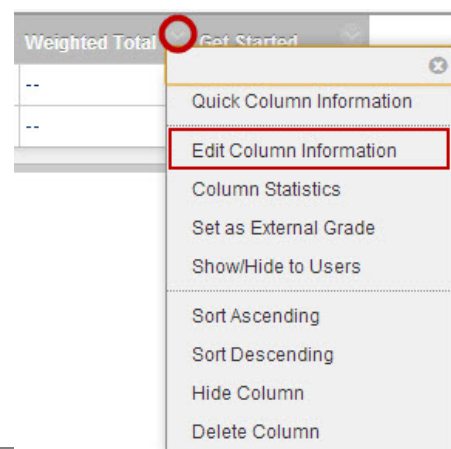 Weighted Total Get Started
--
--
Quick Column Information
Edit Column Information
Column Statistics
Set as External Grade
Show/Hide to Users
Sort Ascending
Sort Descending
Hide Column
Delete Column